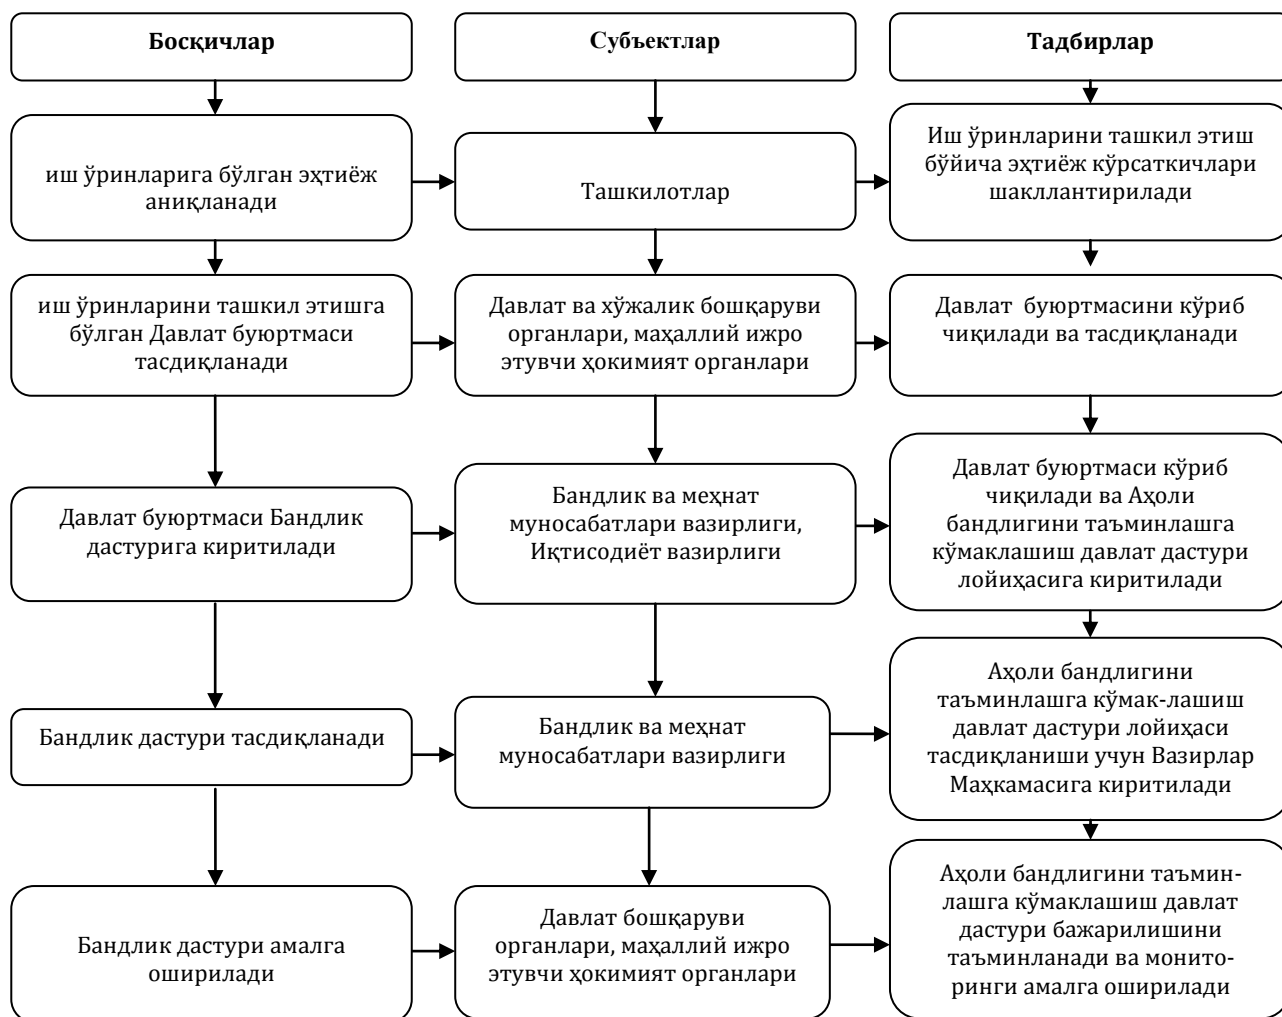 Босқичлар
Субъектлар
Тадбирлар
иш ўринларига бўлган эҳтиёж
аниқланади
Ташкилотлар
Иш ўринларини ташкил этиш
бўйича эҳтиёж кўрсаткичлари
шакллантирилади
иш ўринларини ташкил этишга
бўлган Давлат буюртмаси
тасдиқланади
Давлат ва хўжалик бошқаруви
органлари, маҳаллий ижро
этувчи ҳокимият органлари
Давлат  буюртмасини кўриб
чиқилади ва тасдиқланади
Давлат буюртмаси Бандлик
дастурига киритилади
Бандлик ва меҳнат
муносабатлари вазирлиги,
Иқтисодиёт вазирлиги
Давлат буюртмаси кўриб
чиқилади ва Аҳоли
бандлигини таъминлашга
кўмаклашиш давлат дастури
лойиҳасига киритилади
Бандлик дастури тасдиқланади
Бандлик ва меҳнат
муносабатлари вазирлиги
Аҳоли бандлигини
таъминлашга кўмак-лашиш
давлат дастури лойиҳаси
тасдиқланиши учун Вазирлар
Маҳкамасига киритилади
Бандлик дастури амалга
оширилади
Давлат бошқаруви
органлари, маҳаллий ижро
этувчи ҳокимият органлари
Аҳоли бандлигини таъмин-
лашга кўмаклашиш давлат
дастури бажарилишини
таъминланади ва монито-
ринги амалга оширилади